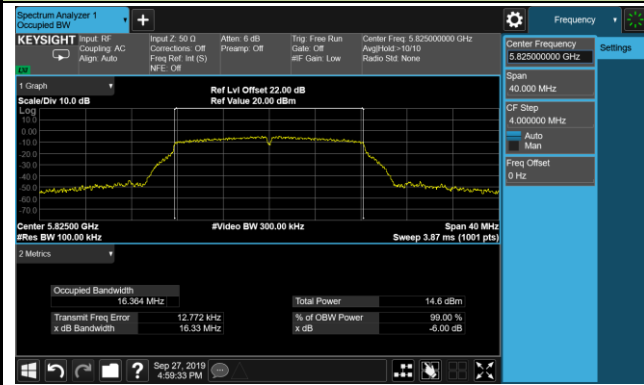 Spectrum Analyzer 1
Occupied BW
+
Frequency
KEYSIGHT
Input: RF
Coupling: AC
Align: Auto
Input Z: 50 Ω
Corrections: Off
Freq Ref: Int (S)
NFE: Off
Atten: 6 dB
Preamp: Off
Trig: Free Run
Gate: Off
#IF Gain: Low
Center Freq: 5.825000000 GHz
Avg|Hold:>10/10
Radio Std: None
Center Frequency
5.825000000 GHz
Settings
Span
40.000 MHz
CF Step
4.000000 MHz
Auto
Man
Freq Offset
0 Hz
1 Graph
Scale/Div 10.0 dB
Ref Lvl Offset 22.00 dB
Ref Value 20.00 dBm
Log
10.0
0.00
-10.0
-20.0
-30.0
-40.0
-50.0
-60.0
-70.0
Center 5.82500 GHz
#Res BW 100.00 kHz
#Video BW 300.00 kHz
Span 40 MHz
Sweep 3.87 ms (1001 pts)
2 Metrics
Occupied Bandwidth
16.364 MHz
Total Power 14.6 dBm
Transmit Freq Error 12.772 kHz
% of OBW Power 99.00 %
x dB Bandwidth 16.33 MHz
x dB -6.00 dB
?
Sep 27, 2019
4:59:33 PM